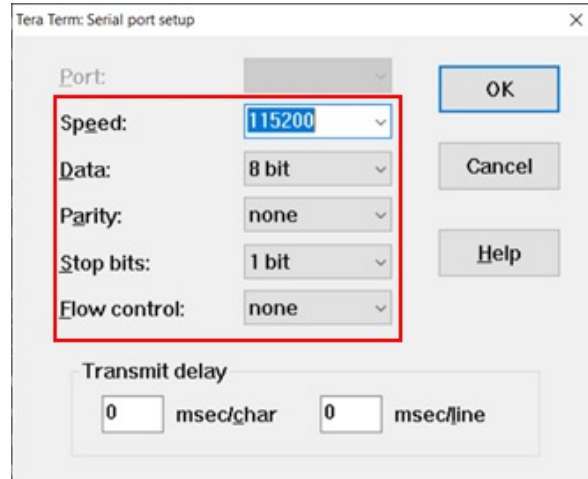 Tera Term: Serial port setup
Port:
OK
Speed: 115200
Data: 8 bit
Cancel
Parity: none
Stop bits: 1 bit
Help
Flow control: none
Transmit delay
0 msec/char 0 msec/line